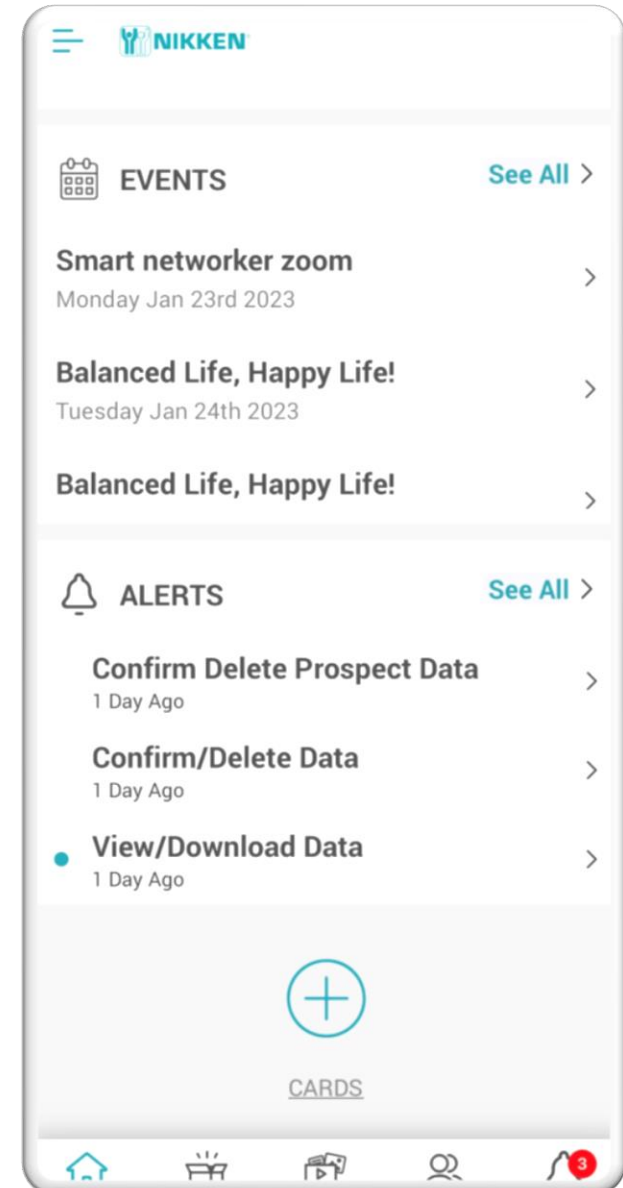 NIKKEN
EVENTS
See All >
Smart networker zoom
Monday Jan 23rd 2023
Balanced Life, Happy Life!
Tuesday Jan 24th 2023
Balanced Life, Happy Life!
ALERTS
See All >
Confirm Delete Prospect Data
1 Day Ago
Confirm/Delete Data
1 Day Ago
View/Download Data
1 Day Ago
CARDS
3